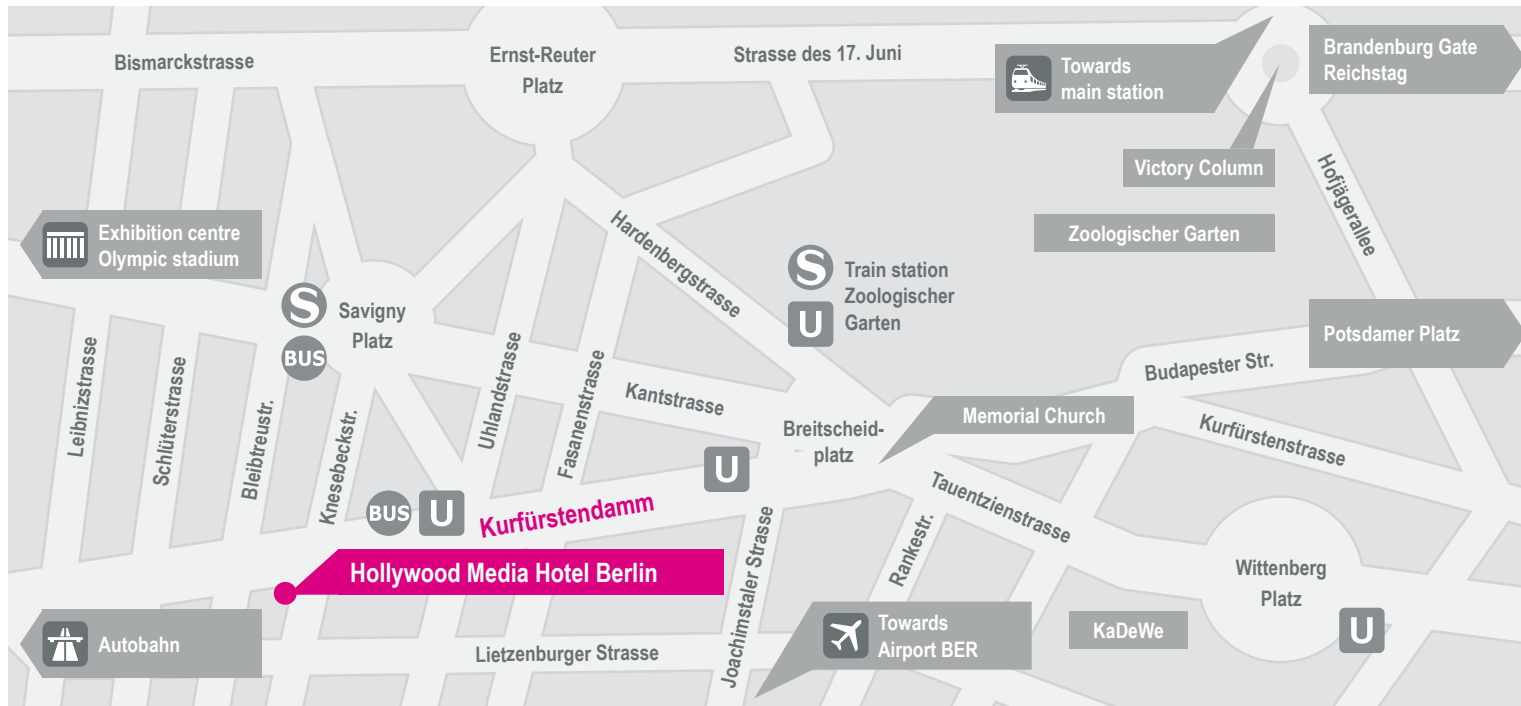 Bismarckstrasse
Ernst-Reuter
Platz
Strasse des 17. Juni
Towards
main station
Brandenburg Gate
Reichstag
Victory Column
Hofjägerallee
Exhibition centre
Olympic stadium
Hardenbergstrasse
Zoologischer Garten
S
Train station
Zoologischer
Garten
U
S
BUS
Savigny
Platz
Potsdamer Platz
Leibnizstrasse
Schlüterstrasse
Bleibtreustr.
Knesebeckstr.
Uhlandstrasse
Fasanenstrasse
Kantstrasse
Budapester Str.
Memorial Church
Breitscheid-
platz
Kurfürstenstrasse
U
BUS
U
Kurfürstendamm
Tauentzienstrasse
Rankestr.
Joachimstaler Strasse
Hollywood Media Hotel Berlin
Wittenberg
Platz
U
Autobahn
Lietzenburger Strasse
Towards
Airport BER
KaDeWe